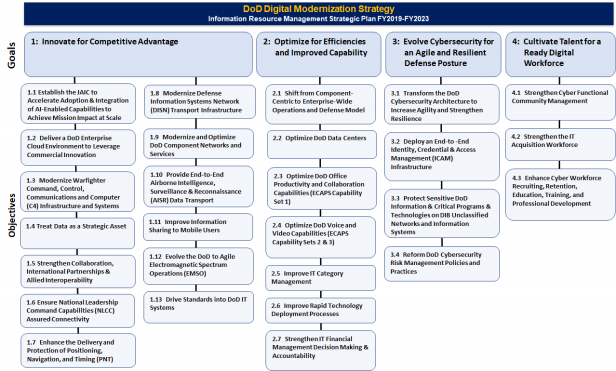 DoD Digital Modernization Strategy
Information Resource Management Strategic Plan FY2019-FY2023
Goals
1: Innovate for Competitive Advantage
2: Optimize for Efficiencies
and Improved Capability
3: Evolve Cybersecurity for
an Agile and Resilient
Defense Posture
4: Cultivate Talent for a
Ready Digital
Workforce
Objectives
1.1 Establish the JAIC to
Accelerate Adoption & Integration
of AI-Enabled Capabilities to
Achieve Mission Impact at Scale
1.2 Deliver a DoD Enterprise
Cloud Environment to Leverage
Commercial Innovation
1.3 Modernize Warfighter
Command, Control,
Communications and Computer
(C4) Infrastructure and Systems
1.4 Treat Data as a Strategic Asset
1.5 Strengthen Collaboration,
International Partnerships &
Allied Interoperability
1.6 Ensure National Leadership
Command Capabilities (NLCC)
Assured Connectivity
1.7 Enhance the Delivery and
Protection of Positioning,
Navigation, and Timing (PNT)
1.8 Modernize Defense
Information Systems Network
(DISN) Transport Infrastructure
1.9 Modernize and Optimize
DoD Component Networks and
Services
1.10 Provide End-to-End
Airborne Intelligence,
Surveillance & Reconnaissance
(AISR) Data Transport
1.11 Improve Information
Sharing to Mobile Users
1.12 Evolve the DoD to Agile
Electromagnetic Spectrum
Operations (EMSO)
1.13 Drive Standards into DoD IT
Systems
2.1 Shift from Component-
Centric to Enterprise-Wide
Operations and Defense Model
2.2 Optimize DoD Data Centers
2.3 Optimize DoD Office
Productivity and Collaboration
Capabilities (ECAPS Capability
Set 1)
2.4 Optimize DoD Voice and
Video Capabilities (ECAPS
Capability Sets 2 & 3)
2.5 Improve IT Category
Management
2.6 Improve Rapid Technology
Deployment Processes
2.7 Strengthen IT Financial
Management Decision Making &
Accountability
3.1 Transform the DoD
Cybersecurity Architecture to
Increase Agility and Strengthen
Resilience
3.2 Deploy an End-to -End
Identity, Credential & Access
Management (ICAM)
Infrastructure
3.3 Protect Sensitive DoD
Information & Critical Programs &
Technologies on DIB Unclassified
Networks and Information
Systems
3.4 Reform DoD Cybersecurity
Risk Management Policies and
Practices
4.1 Strengthen Cyber Functional
Community Management
4.2 Strengthen the IT
Acquisition Workforce
4.3 Enhance Cyber Workforce
Recruiting, Retention,
Education, Training, and
Professional Development